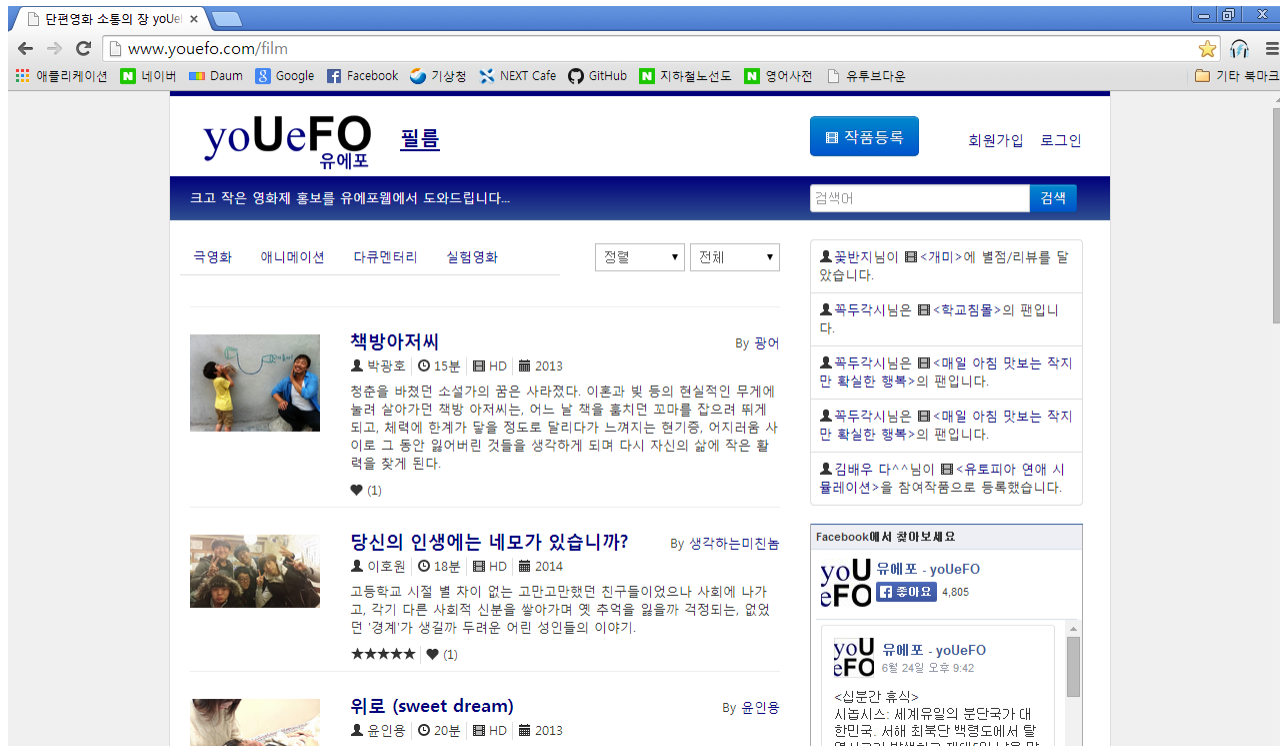 단편영화 소통의 장 yoUeF
www.youefo.com/film
애플리케이션 네이버 Daum Google Facebook 기상청 NEXT Cafe GitHub 지하철노선도 영어사전 유투브다운 기타 북마크
yoUeFO
유에포
필름
작품등록 회원가입 로그인
크고 작은 영화제 홍보를 유에포웹에서 도와드립니다...
검색어 검색
극영화 애니메이션 다큐멘터리 실험영화 정렬 전체
책방아저씨 By 광어
박광호 15분 HD 2013
청춘을 바쳤던 소설가의 꿈은 사라졌다. 이혼과 빚 등의 현실적인 무게에
눌려 살아가던 책방 아저씨는, 어느 날 책을 훔치던 꼬마를 잡으려 뛰게
되고, 체력에 한계가 닿을 정도로 달리다가 느껴지는 현기증, 어지러움 사
이로 그 동안 잃어버린 것들을 생각하게 되며 다시 자신의 삶에 작은 활
력을 찾게 된다.
(1)
당신의 인생에는 네모가 있습니까? By 생각하는미친놈
이호원 18분 HD 2014
고등학교 시절 별 차이 없는 고만고만했던 친구들이었으나 사회에 나가
고, 각기 다른 사회적 신분을 쌓아가며 옛 추억을 잃을까 걱정되는, 없었
던 '경계'가 생길까 두려운 어린 성인들의 이야기.
★★★★★ (1)
위로 (sweet dream) By 윤인용
윤인용 20분 HD 2013
꽃반지님이 <개미>에 별점/리뷰를 달
았습니다.
꼭두각시님은 <학교침몰>의 팬입니
다.
꼭두각시님은 <매일 아침 맛보는 작지
만 확실한 행복>의 팬입니다.
꼭두각시님은 <매일 아침 맛보는 작지
만 확실한 행복>의 팬입니다.
김배우 다^^님이 <유토피아 연애 시
뮬레이션>을 참여작품으로 등록했습니다.
Facebook에서 찾아보세요
yoU
eFO
유에포 - yoUeFO
좋아요 4,805
yoU
eFO
유에포 - yoUeFO
6월 24일 오후 9:42
<십분간 휴식>
시놉시스: 세계유일의 분단국가 대
한민국. 서해 최북단 백령도에서 탈